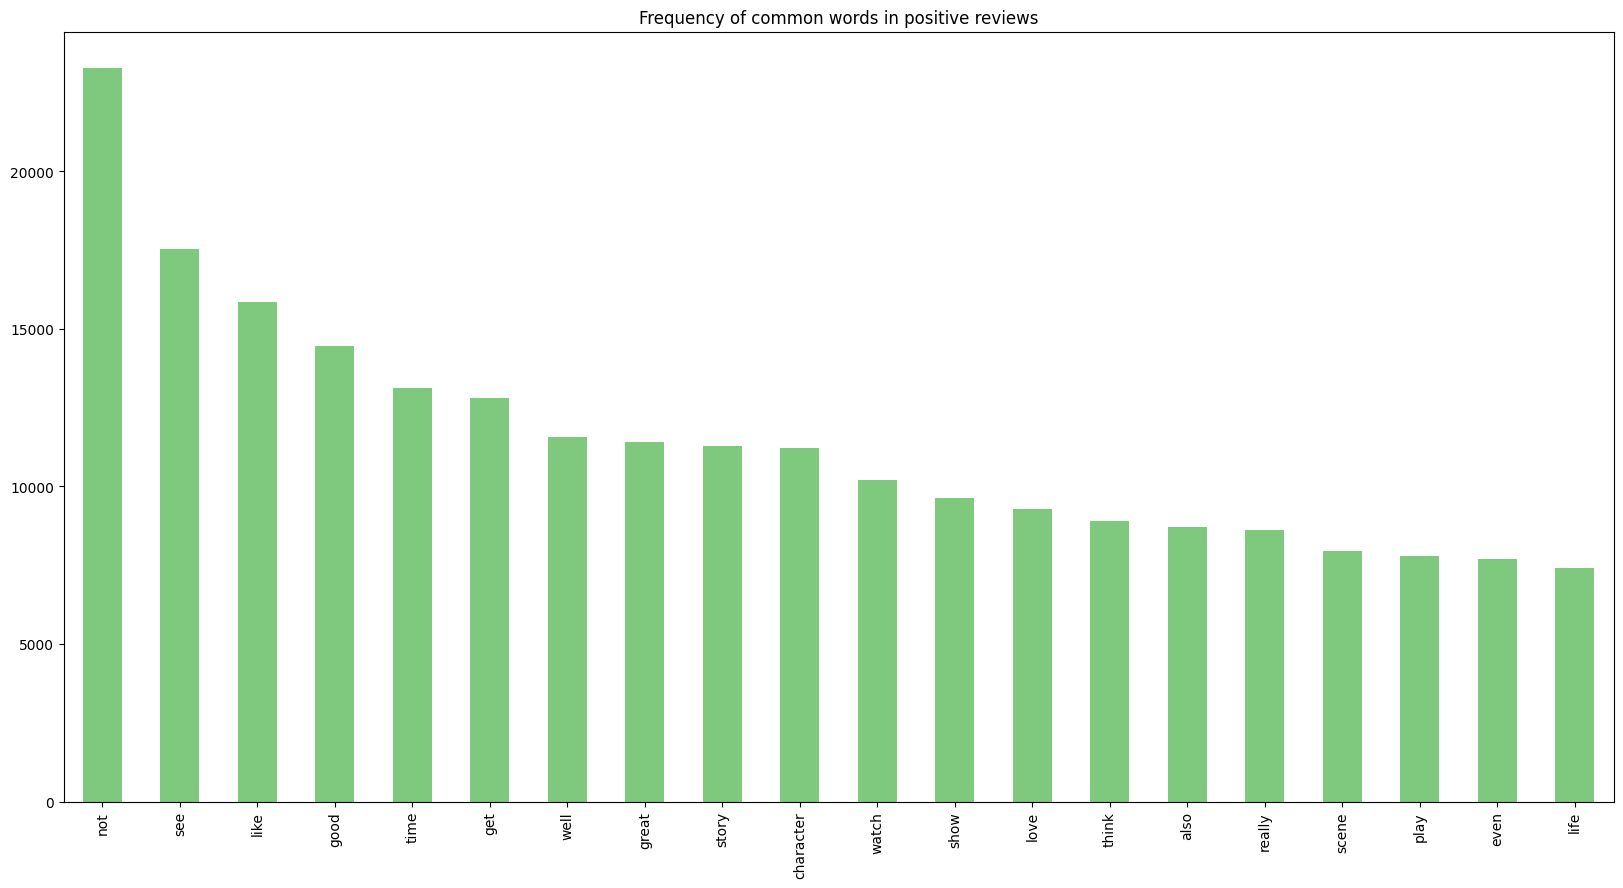 Frequency of common words in positive reviews
20000
15000
10000
5000
0
not
see
like
good
time
get
well
great
story
character
watch
show
love
think
also
really
scene
play
even
life